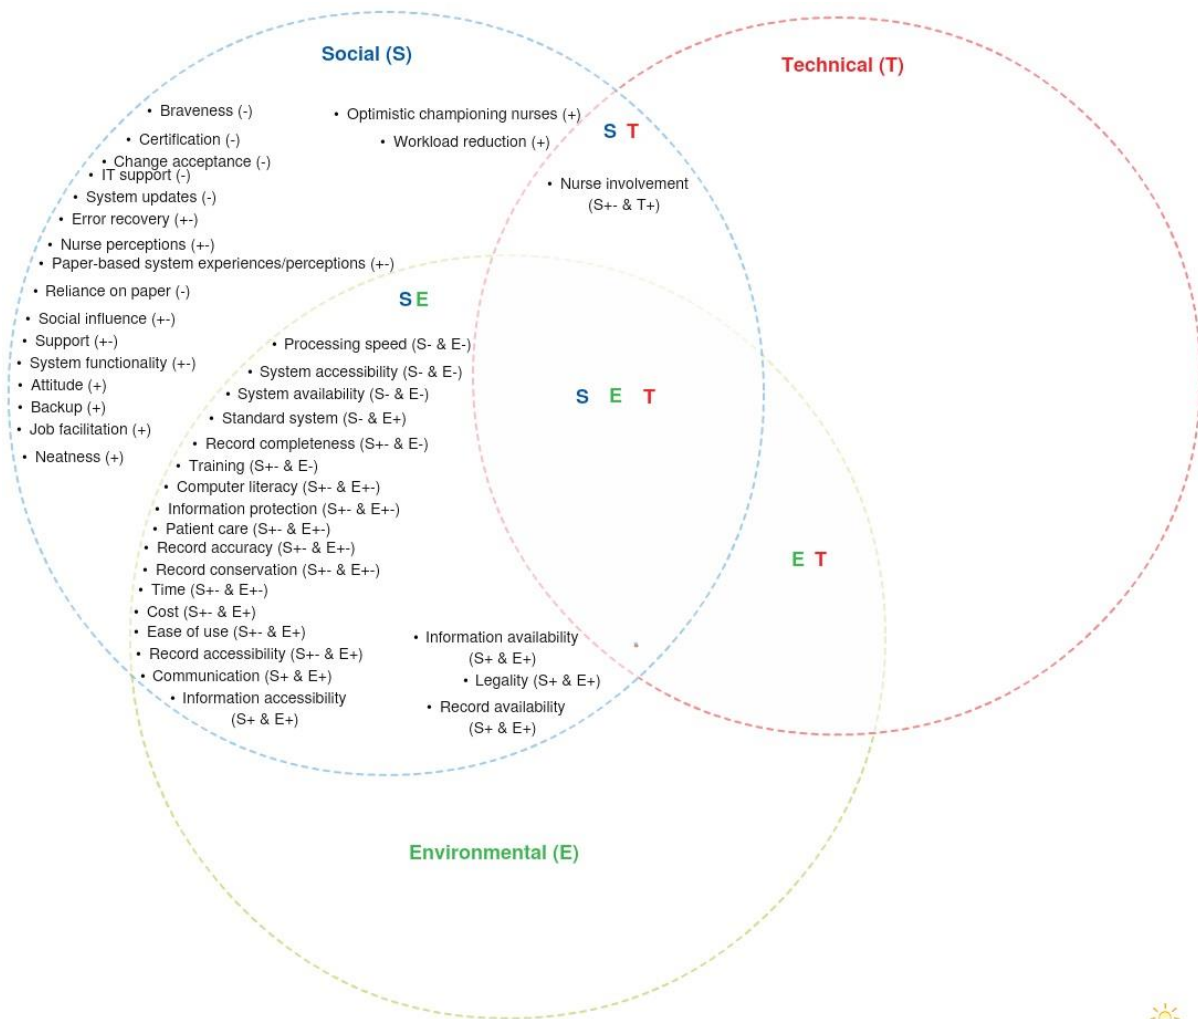 Social (S)
Technical (T)
• Braveness (-)
• Certification (-)
• Change acceptance (-)
• IT support (-)
• System updates (-)
• Error recovery (+-)
• Nurse perceptions (+-)
• Paper-based system experiences/perceptions (+-)
• Reliance on paper (-)
• Social influence (+-)
• Support (+-)
• System functionality (+-)
• Attitude (+)
• Backup (+)
• Job facilitation (+)
• Neatness (+)
• Optimistic championing nurses (+)
• Workload reduction (+)
S T
• Nurse involvement
(S+- & T+)
S E
• Processing speed (S- & E-)
• System accessibility (S- & E-)
• System availability (S- & E-)
• Standard system (S- & E+)
• Record completeness (S+- & E-)
• Training (S+- & E-)
• Computer literacy (S+- & E+-)
• Information protection (S+- & E+-)
• Patient care (S+- & E+-)
• Record accuracy (S+- & E+-)
• Record conservation (S+- & E+-)
• Time (S+- & E+-)
• Cost (S+- & E+)
• Ease of use (S+- & E+)
• Record accessibility (S+- & E+)
• Communication (S+ & E+)
• Information accessibility
(S+ & E+)
• Information availability
(S+ & E+)
• Legality (S+ & E+)
• Record availability
(S+ & E+)
S E T
E T
Environmental (E)